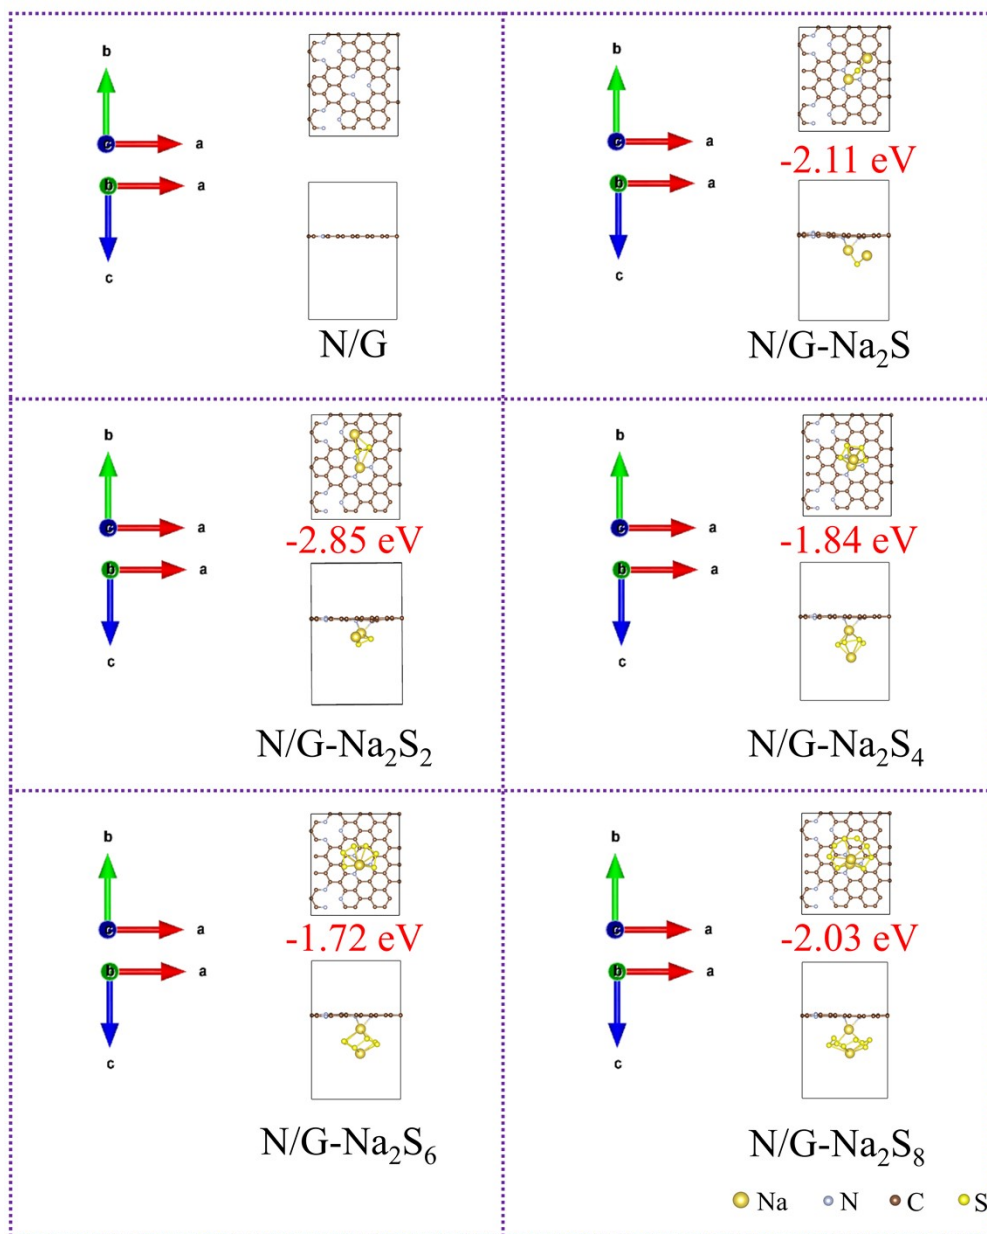 b
c a
b a
c
N/G
b
c a
-2.11 eV
b a
c
N/G-Na₂S
b
c a
-2.85 eV
b a
c
N/G-Na₂S₂
b
c a
-1.84 eV
b a
c
N/G-Na₂S₄
b
c a
-1.72 eV
b a
c
N/G-Na₂S₆
b
c a
-2.03 eV
b a
c
N/G-Na₂S₈
Na N C S